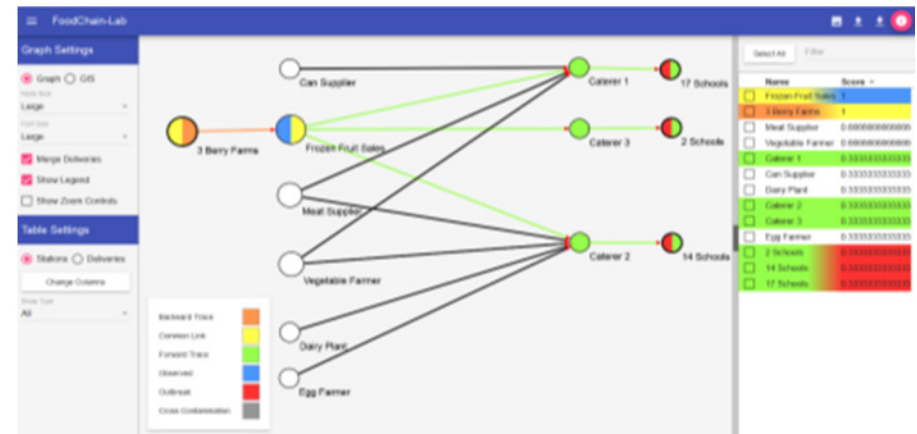 FoodChain-Lab
Graph Settings
Graph GIS
Node Size
Large
Font Size
Large
Merge Deliveries
Show Legend
Show Zoom Controls
Table Settings
Stations Deliveries
Change Columns
Show Type
All
Can Supplier
3 Berry Farms
Frozen Fruit Sales
Meat Supplier
Vegetable Farmer
Dairy Plant
Egg Farmer
Caterer 1
17 Schools
Caterer 3
2 Schools
Caterer 2
14 Schools
Backward Trace
Common Link
Forward Trace
Observed
Outbreak
Cross Contamination
Select All Filter
Name Score
Frozen Fruit Sales 1
3 Berry Farms 1
Meat Supplier
Vegetable Farmer
Caterer 1
Can Supplier
Dairy Plant
Caterer 2
Caterer 3
Egg Farmer
2 Schools
14 Schools
17 Schools